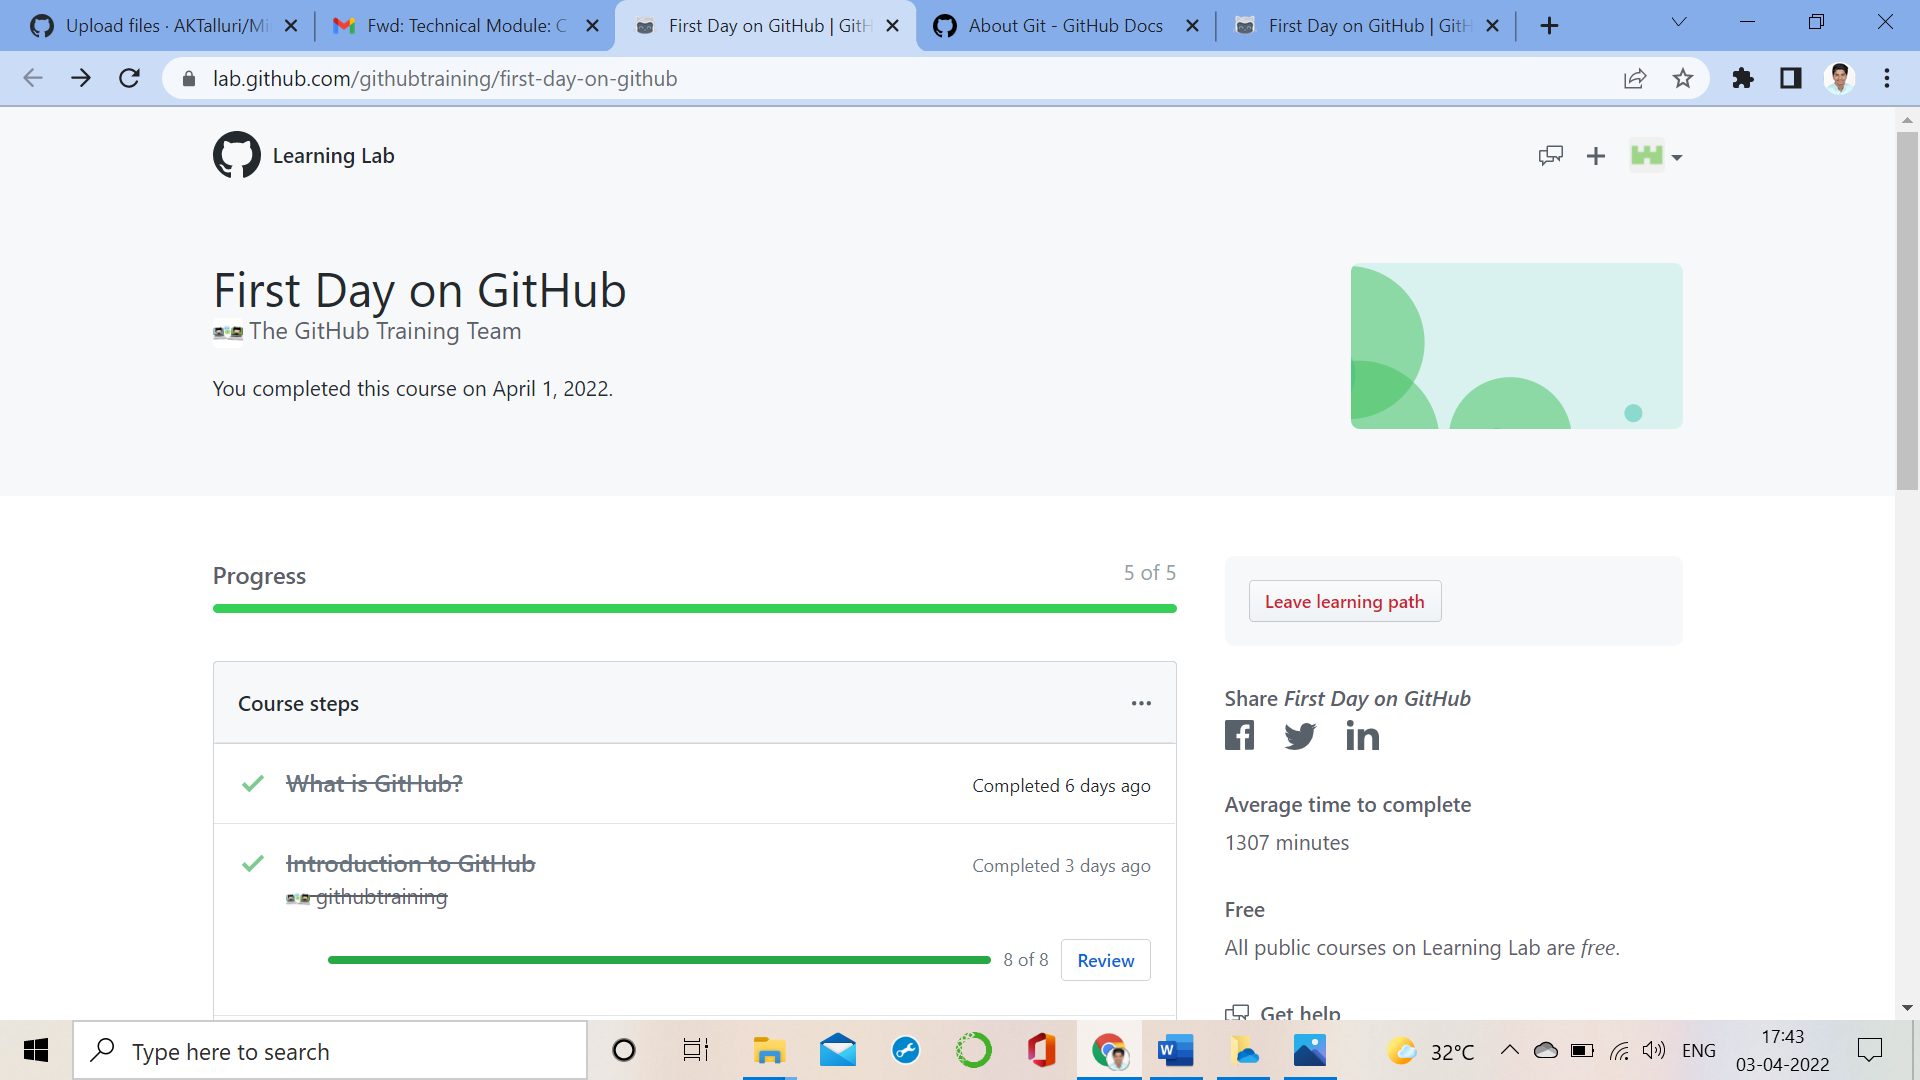 Upload files · AKTalluri/Mi
Fwd: Technical Module: C
First Day on GitHub | GitH
About Git - GitHub Docs
First Day on GitHub | GitH
lab.github.com/githubtraining/first-day-on-github
Learning Lab
First Day on GitHub
The GitHub Training Team
You completed this course on April 1, 2022.
Progress
5 of 5
Leave learning path
Course steps
Share First Day on GitHub
What is GitHub?
Completed 6 days ago
Average time to complete
1307 minutes
Introduction to GitHub
Completed 3 days ago
githubtraining
Free
All public courses on Learning Lab are free.
8 of 8
Review
Get help
Type here to search
32°C
ENG
17:43
03-04-2022